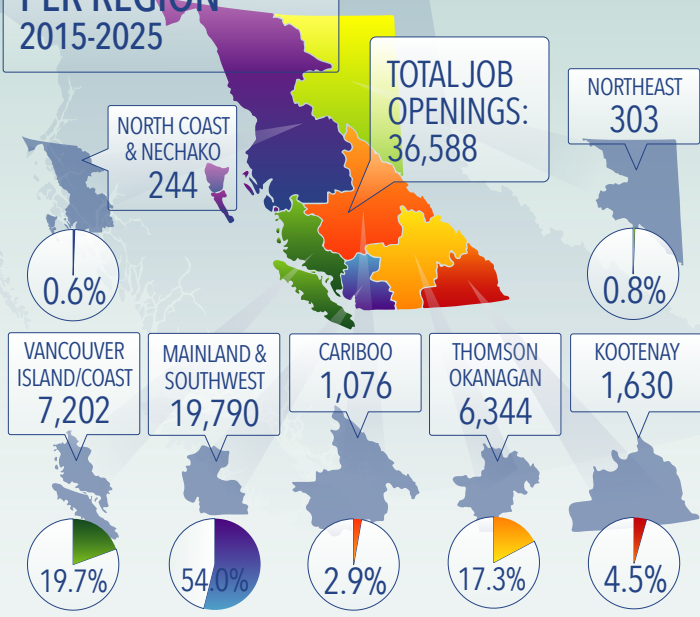 PER REGION
2015-2025
TOTAL JOB
OPENINGS:
36,588
NORTHEAST
303
NORTH COAST
& NECHAKO
244
0.6%
0.8%
VANCOUVER
ISLAND/COAST
7,202
MAINLAND &
SOUTHWEST
19,790
CARIBOO
1,076
THOMSON
OKANAGAN
6,344
KOOTENAY
1,630
19.7%
54.0%
2.9%
17.3%
4.5%